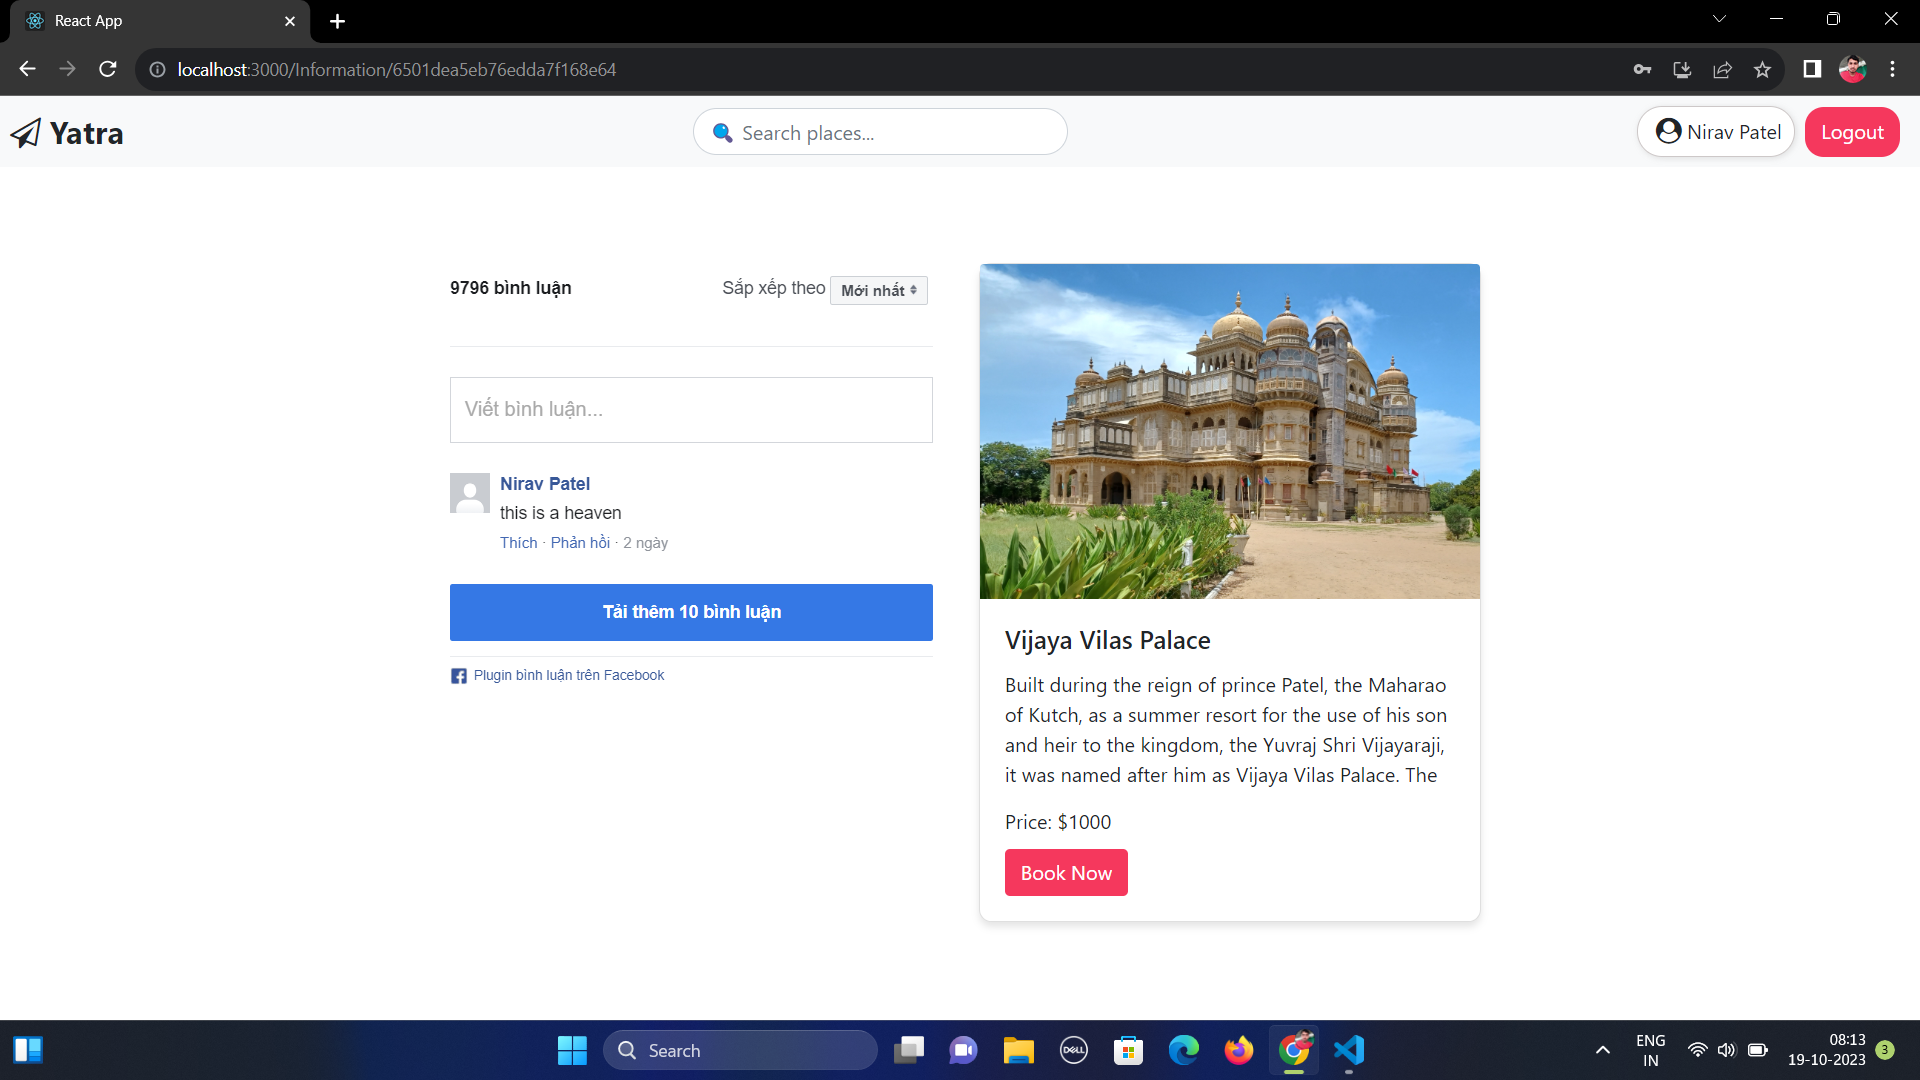 React App
localhost:3000/Information/6501dea5eb76edda7f168e64
Yatra
Search places...
Nirav Patel
Logout
9796 bình luận
Sắp xếp theo Mới nhất
Viết bình luận...
Nirav Patel
this is a heaven
Thích · Phản hồi · 2 ngày
Tải thêm 10 bình luận
Plugin bình luận trên Facebook
Vijaya Vilas Palace
Built during the reign of prince Patel, the Maharao
of Kutch, as a summer resort for the use of his son
and heir to the kingdom, the Yuvraj Shri Vijayaraji,
it was named after him as Vijaya Vilas Palace. The
Price: $1000
Book Now
Search
DELL
ENG
IN
08:13
19-10-2023
3